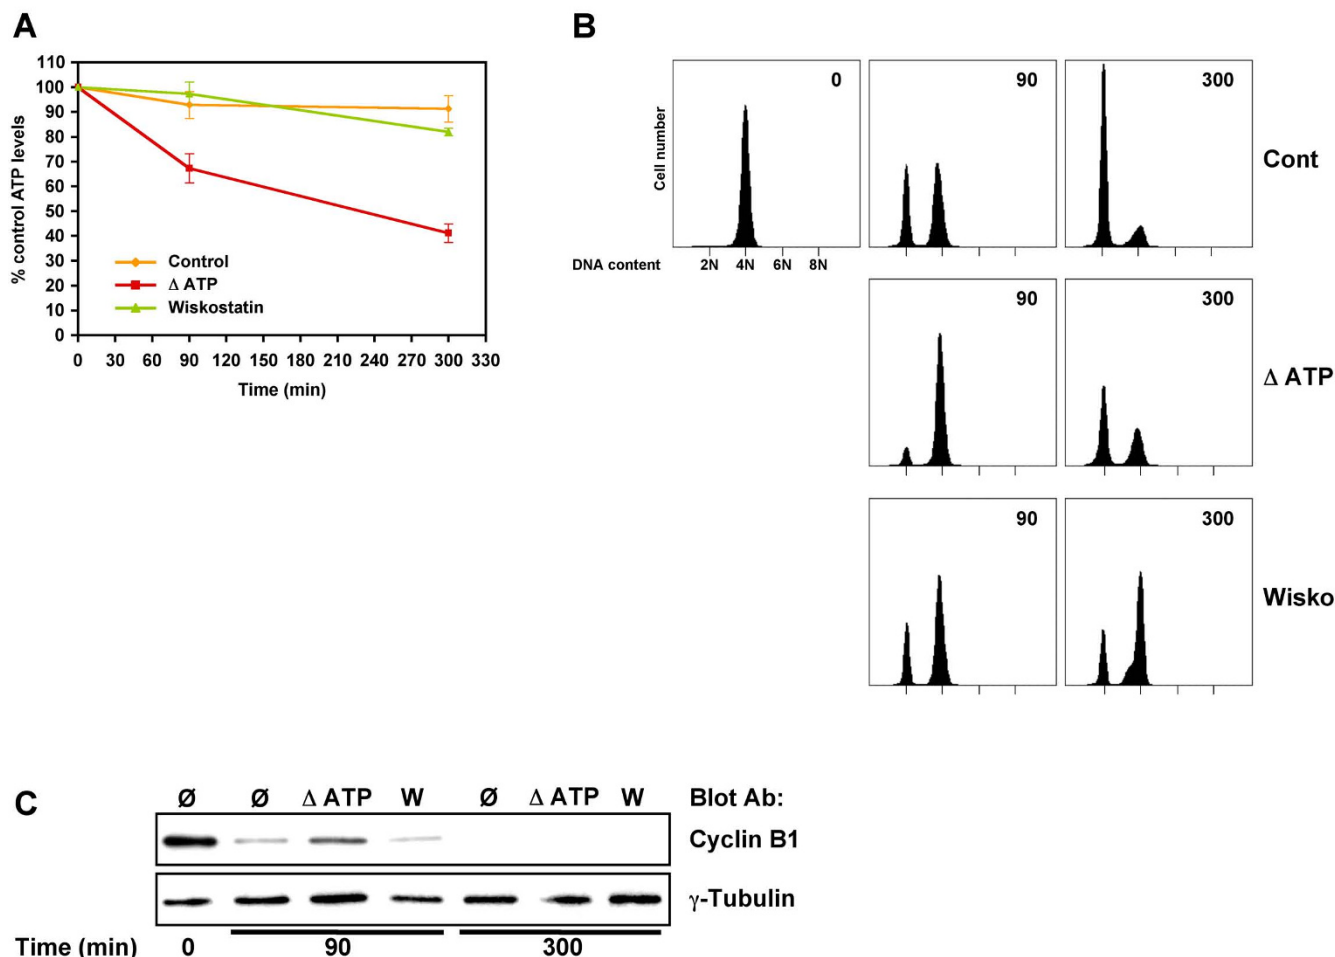 A
% control ATP levels
110
100
90
80
70
60
50
40
30
20
10
0
Control
Δ ATP
Wiskostatin
0 30 60 90 120 150 180 210 240 270 300 330
Time (min)
B
Cell number
0
90
300
Cont
DNA content 2N 4N 6N 8N
90
300
Δ ATP
90
300
Wisko
C
Ø Ø Δ ATP W Ø Δ ATP W Blot Ab:
Cyclin B1
γ-Tubulin
Time (min) 0 90 300